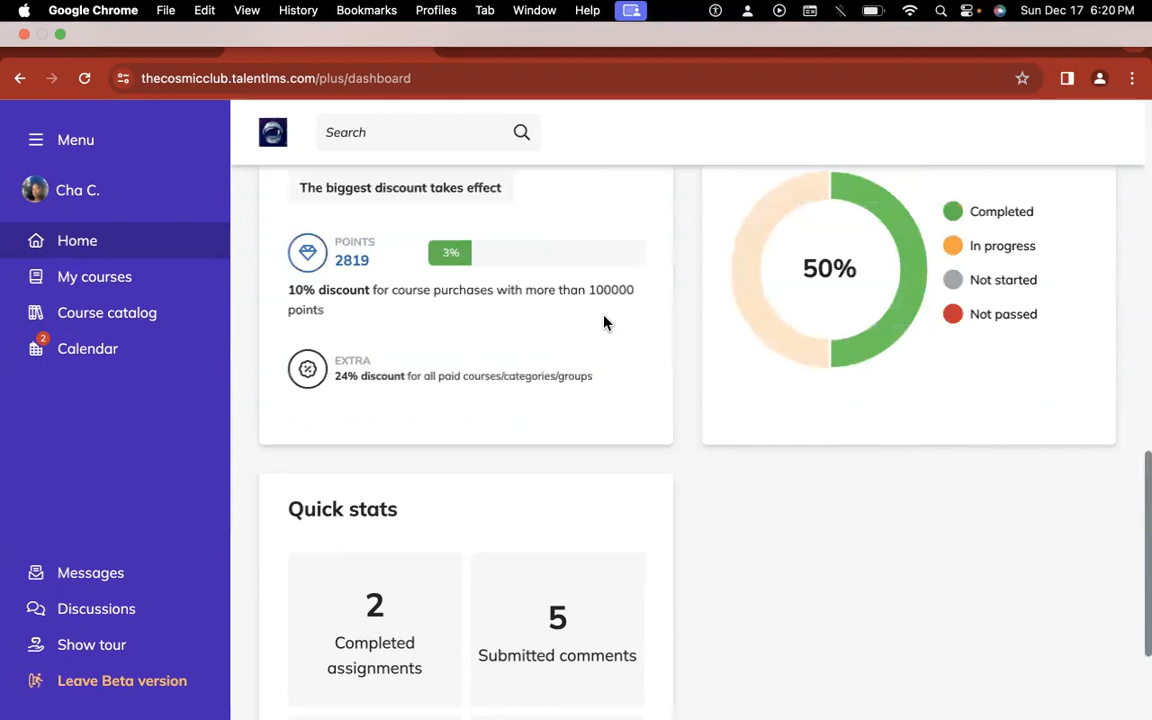 Google Chrome File Edit View History Bookmarks Profiles Tab Window Help Sun Dec 17 6:20 PM
thecosmicclub.talentlms.com/plus/dashboard
Menu
Cha C.
Home
My courses
Course catalog
2
Calendar
Messages
Discussions
Show tour
Leave Beta version
Search
The biggest discount takes effect
POINTS
2819
3%
10% discount for course purchases with more than 100000
points
EXTRA
24% discount for all paid courses/categories/groups
50%
Completed
In progress
Not started
Not passed
Quick stats
2
Completed
assignments
5
Submitted comments